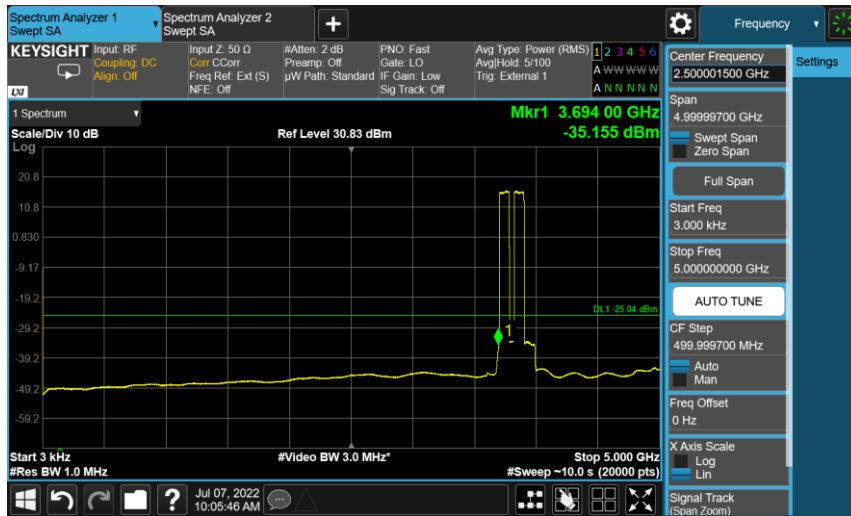 Spectrum Analyzer 1
Swept SA
Spectrum Analyzer 2
Swept SA
+
Frequency
KEYSIGHT
LXI
Input: RF
Coupling: DC
Align: Off
Input Z: 50 Ω
Corr CCorr
Freq Ref: Ext (S)
NFE: Off
#Atten: 2 dB
Preamp: Off
µW Path: Standard
PNO: Fast
Gate: LO
IF Gain: Low
Sig Track: Off
Avg Type: Power (RMS)
Avg|Hold: 5/100
Trig: External 1
1 2 3 4 5 6
A W W W W W
A N N N N N
1 Spectrum
Scale/Div 10 dB
Log
Ref Level 30.83 dBm
Mkr1 3.694 00 GHz
-35.155 dBm
20.8
10.8
0.830
-9.17
-19.2
-29.2
-39.2
-49.2
-59.2
DL1 -25.04 dBm
1
Start 3 kHz
#Res BW 1.0 MHz
#Video BW 3.0 MHz*
Stop 5.000 GHz
#Sweep ~10.0 s (20000 pts)
?
Jul 07, 2022
10:05:46 AM
Center Frequency
2.500001500 GHz
Settings
Span
4.99999700 GHz
Swept Span
Zero Span
Full Span
Start Freq
3.000 kHz
Stop Freq
5.000000000 GHz
AUTO TUNE
CF Step
499.999700 MHz
Auto
Man
Freq Offset
0 Hz
X Axis Scale
Log
Lin
Signal Track
(Span Zoom)